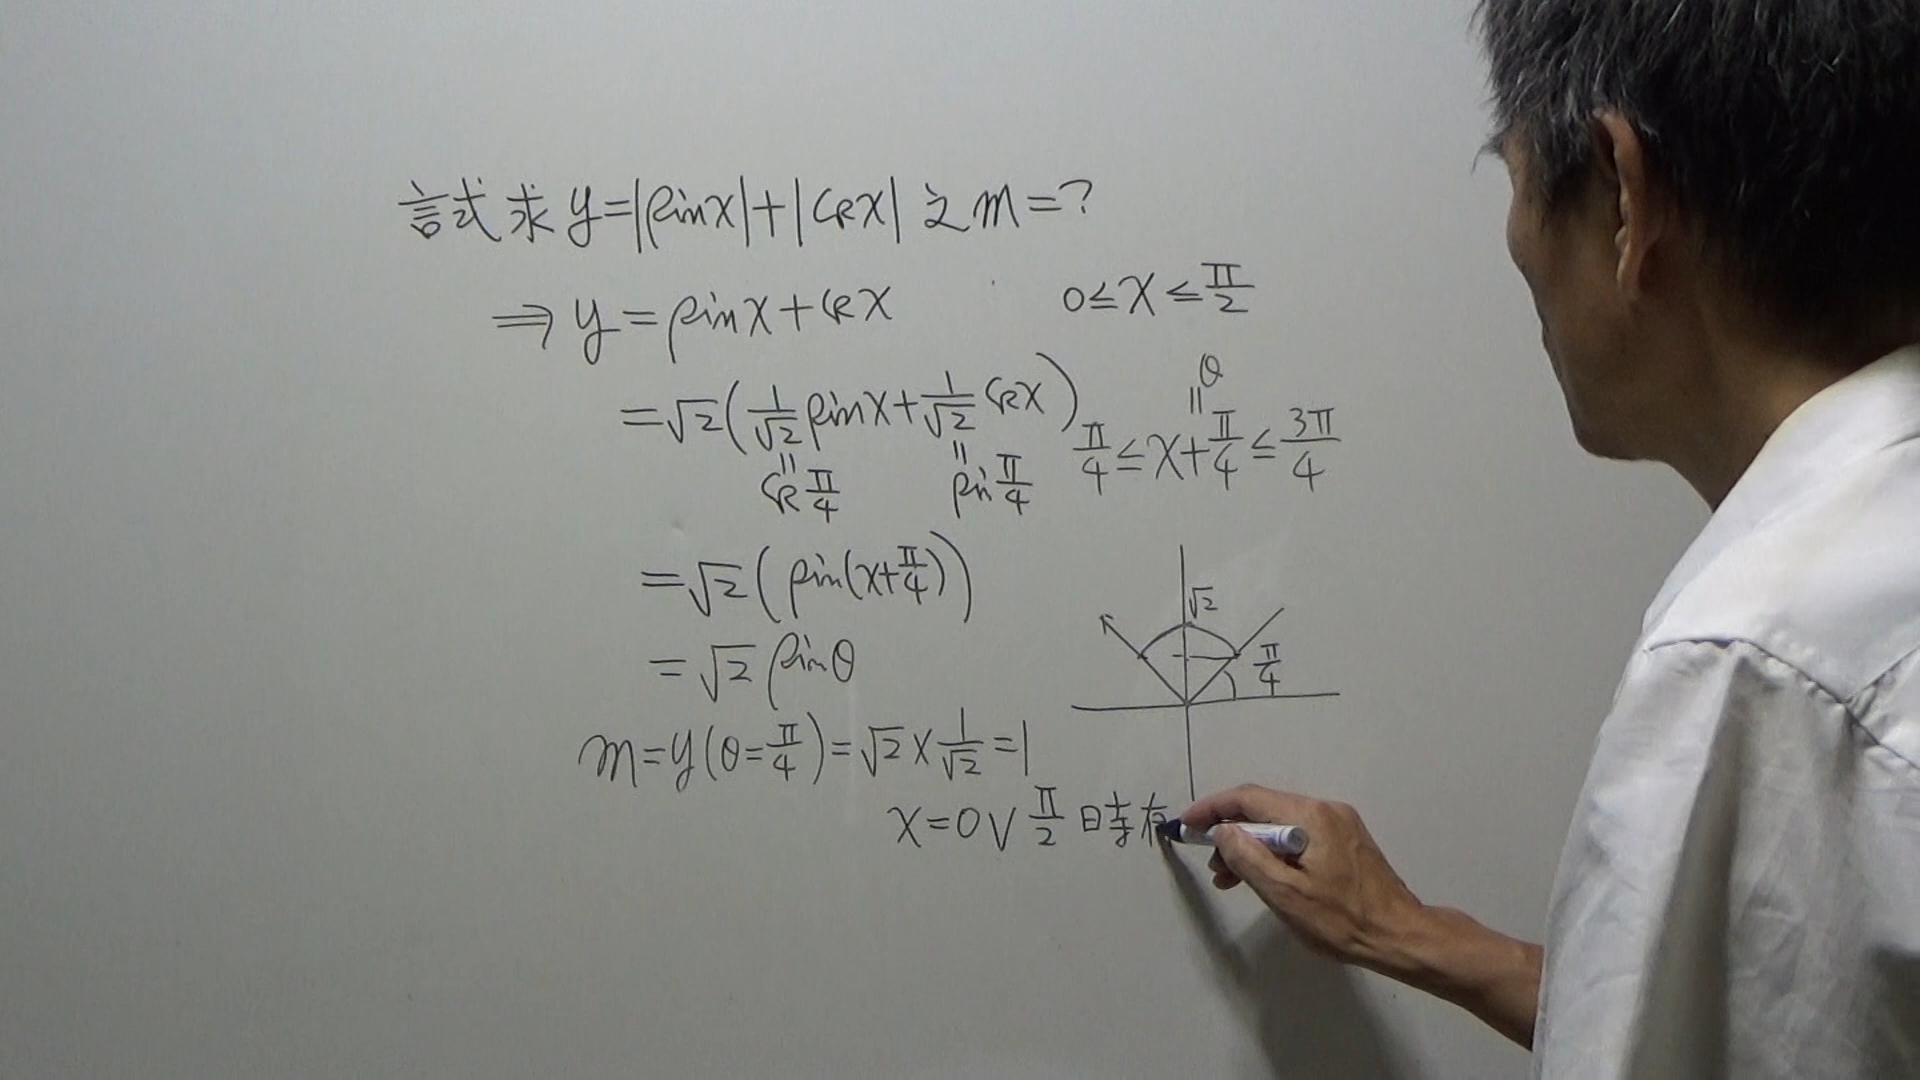 試求 y=|sinx|+|cosx| 之 m=?
⇒ y=sinx+cosx 0≤x≤π/2
=√2(1/√2 sinx+1/√2 cosx) π/4≤x+π/4≤3π/4
θ
=
= =
cos π/4 sin π/4
=√2(sin(x+π/4))
√2
=√2 sinθ
π/4
m=y(θ=π/4)=√2×1/√2=1
x=0∨π/2 時有